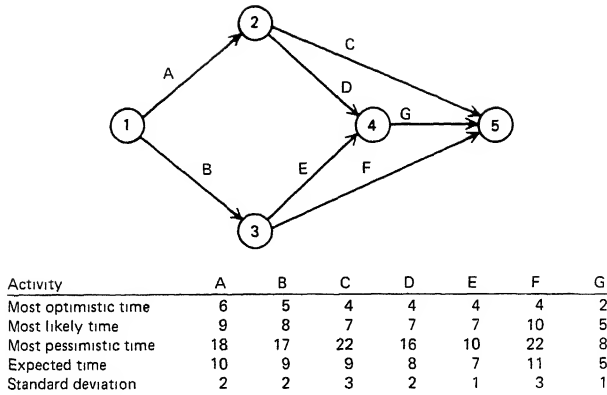 2
C
A
D
1
4
G
5
B
E
F
3
Activity A B C D E F G
Most optimistic time 6 5 4 4 4 4 2
Most likely time 9 8 7 7 7 10 5
Most pessimistic time 18 17 22 16 10 22 8
Expected time 10 9 9 8 7 11 5
Standard deviation 2 2 3 2 1 3 1